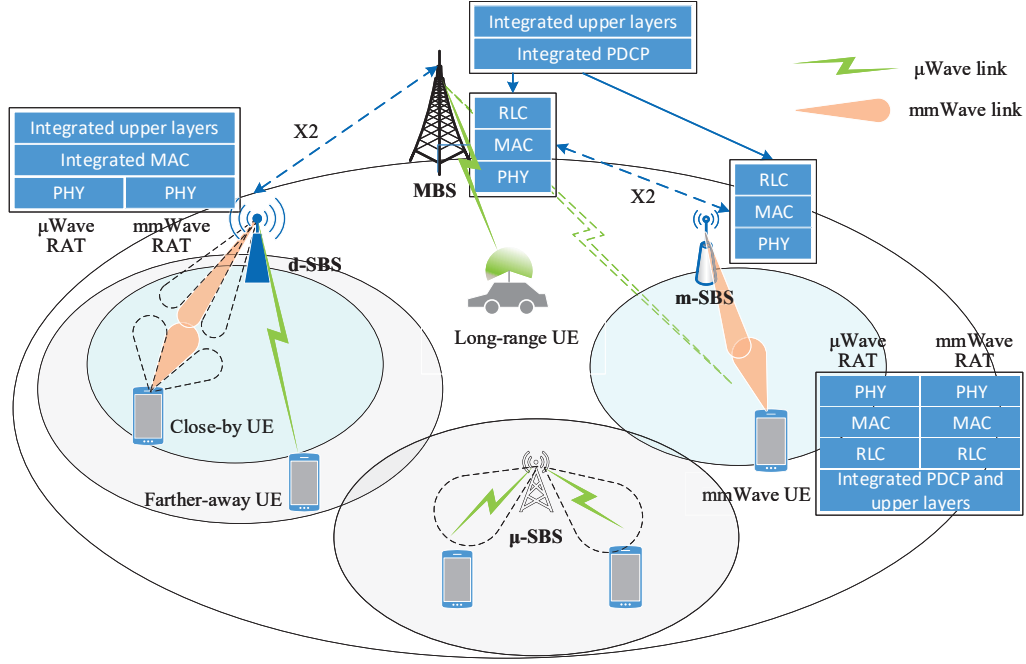 Integrated upper layers
Integrated PDCP
µWave link
mmWave link
RLC
MAC
PHY
Integrated upper layers
Integrated MAC
PHY PHY
µWave RAT
mmWave RAT
X2
MBS
X2
RLC
MAC
PHY
d-SBS
m-SBS
Long-range UE
µWave RAT
mmWave RAT
PHY PHY
MAC MAC
RLC RLC
Integrated PDCP and
upper layers
Close-by UE
Farther-away UE
mmWave UE
µ-SBS